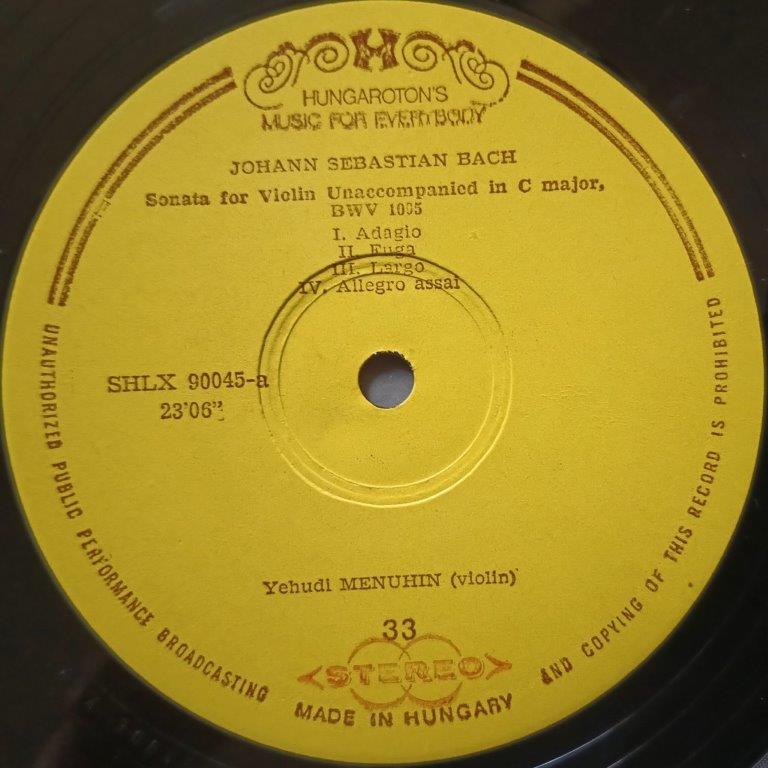 H
HUNGAROTON'S
MUSIC FOR EVERYBODY
JOHANN SEBASTIAN BACH
Sonata for Violin Unaccompanied in C major,
BWV 1005
I. Adagio
II. Fuga
III. Largo
IV. Allegro assai
SHLX 90045-a
23'06"
Yehudi MENUHIN (violin)
33
STEREO
MADE IN HUNGARY
UNAUTHORIZED PUBLIC PERFORMANCE BROADCASTING
AND COPYING OF THIS RECORD IS PROHIBITED